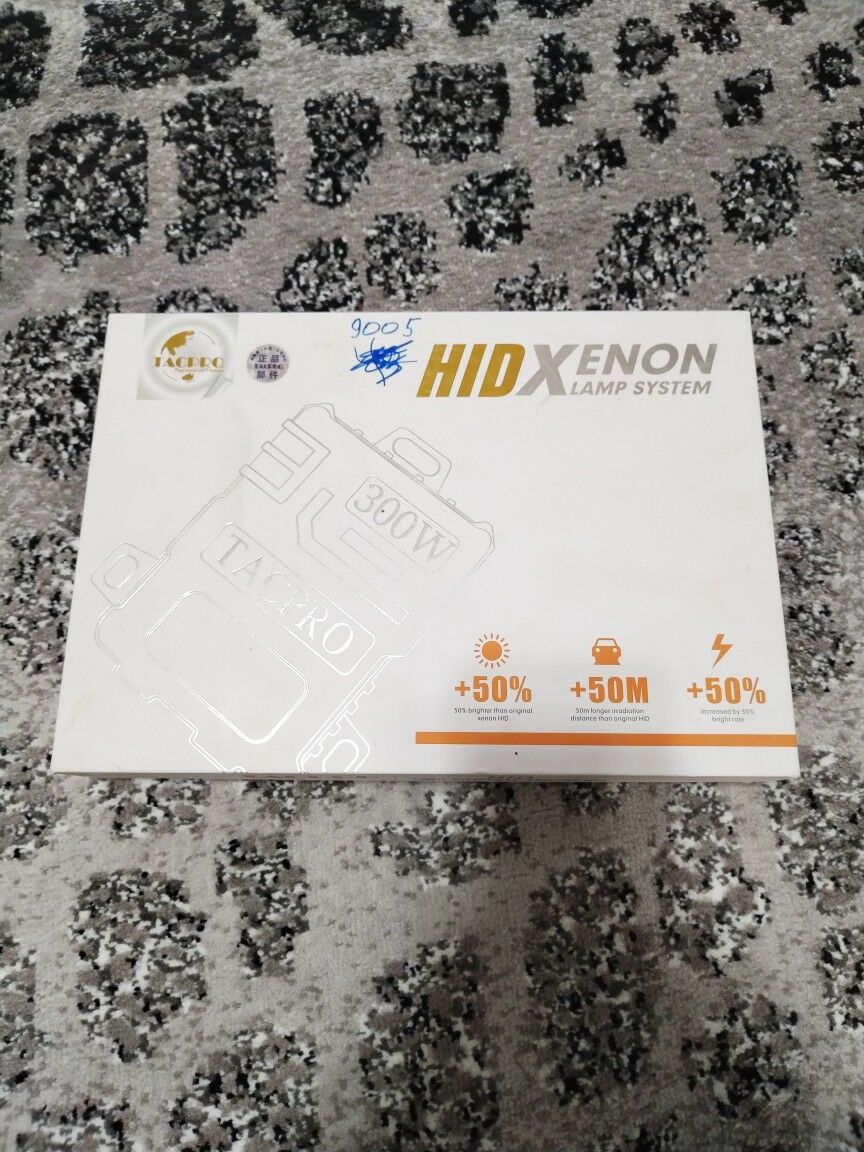 9005
TACPRO
正品
TACPRO
部件
HIDXENON
LAMP SYSTEM
300W
TACPRO
+50%
50% brighter than original
xenon HID
+50M
50m longer irradiation
distance than original HID
+50%
increased by 50%
bright rate